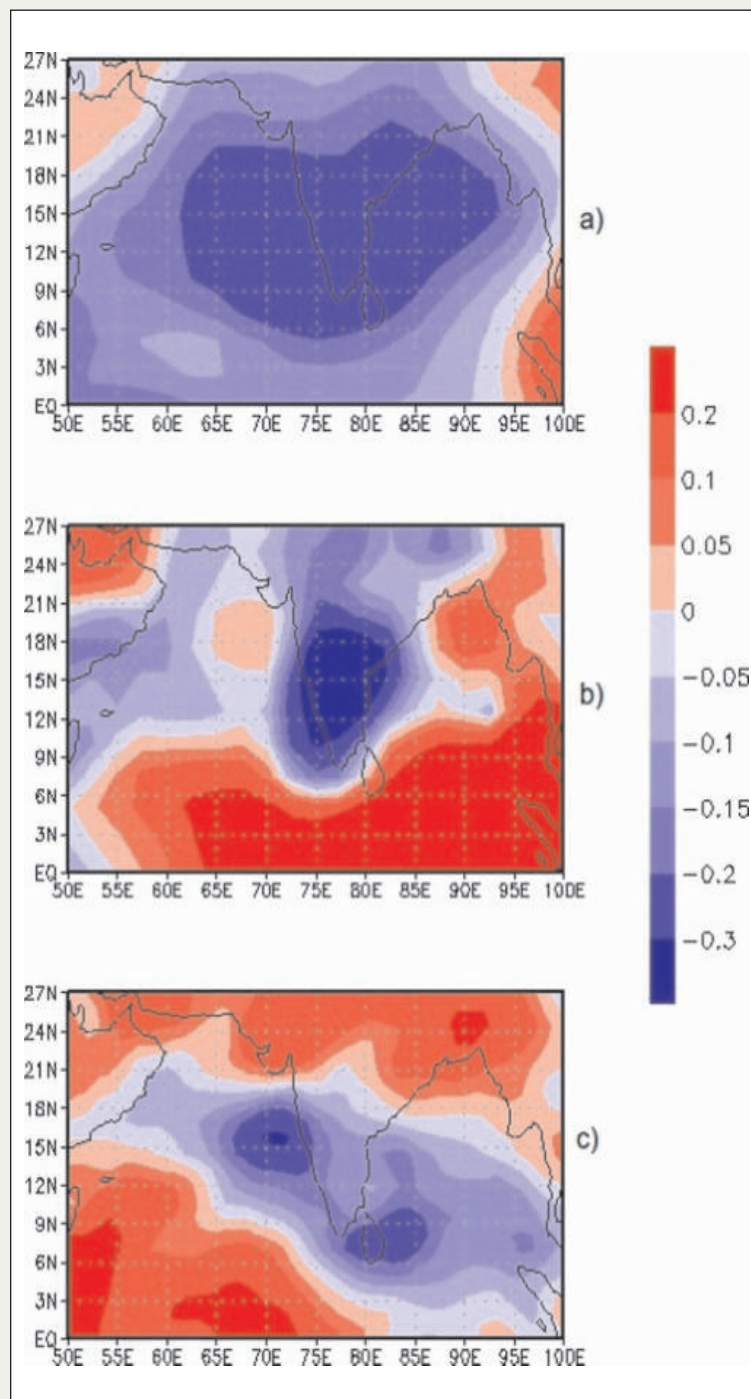 27N
24N
21N
18N
15N
12N
9N
6N
3N
EQ
50E 55E 60E 65E 70E 75E 80E 85E 90E 95E 100E
a)
27N
24N
21N
18N
15N
12N
9N
6N
3N
EQ
50E 55E 60E 65E 70E 75E 80E 85E 90E 95E 100E
b)
27N
24N
21N
18N
15N
12N
9N
6N
3N
EQ
50E 55E 60E 65E 70E 75E 80E 85E 90E 95E 100E
c)
0.2
0.1
0.05
0
-0.05
-0.1
-0.15
-0.2
-0.3